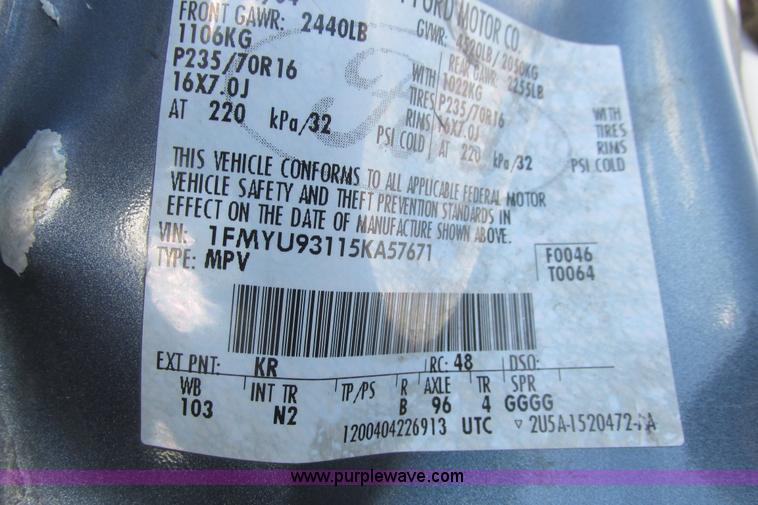 FORD MOTOR CO.
FRONT GAWR: 2440LB GVWR: 4520LB/2050KG
1106KG REAR GAWR: 2255LB
P235/70R16 WITH 1022KG WITH
16X7.0J TIRES P235/70R16 TIRES
AT 220 kPa/32 RIMS 16X7.0J RIMS
PSI COLD AT 220 kPa/32 PSI COLD
THIS VEHICLE CONFORMS TO ALL APPLICABLE FEDERAL MOTOR
VEHICLE SAFETY AND THEFT PREVENTION STANDARDS IN
EFFECT ON THE DATE OF MANUFACTURE SHOWN ABOVE.
VIN: 1FMYU93115KA57671 F0046
TYPE: MPV T0064
EXT PNT: KR RC: 48 DSO:
WB INT TR TP/PS R AXLE TR SPR
103 N2 B 96 4 GGGG
1200404226913 UTC ▽ 2U5A-1520472-
www.purplewave.com